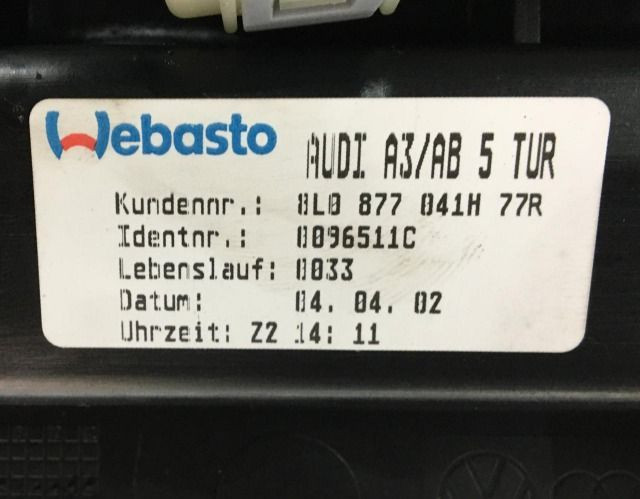 Webasto AUDI A3/AB 5 TUR
Kundennr.: 8L0 877 041H 77R
Identnr.: 0096511C
Lebenslauf: 0033
Datum: 04. 04. 02
Uhrzeit: Z2 14: 11